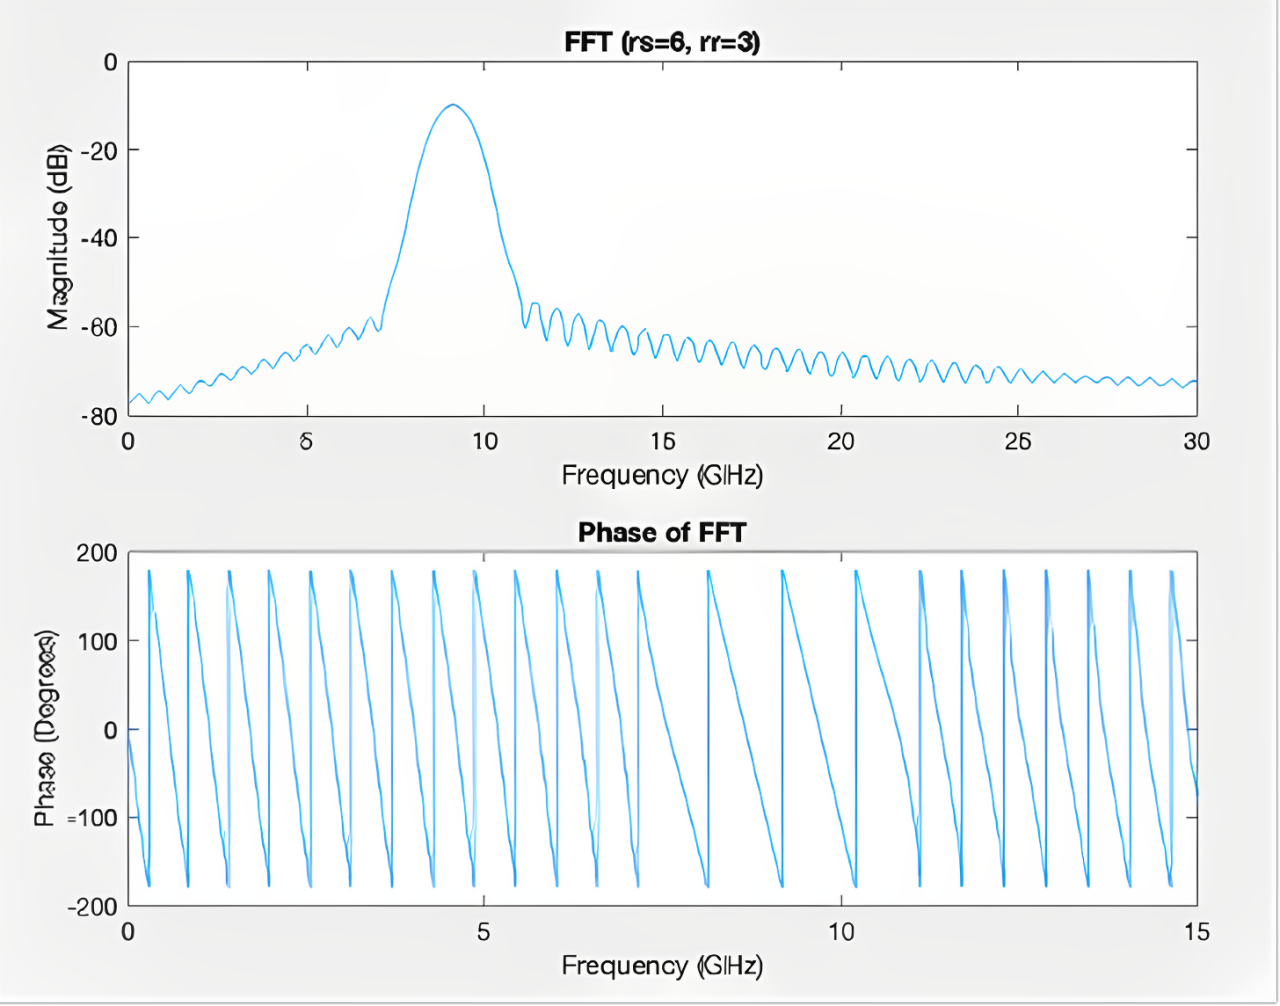 FFT (rs=6, rr=3)
0
-20
-40
-60
-80
Magnitude (dB)
0 5 10 15 20 25 30
Frequency (GHz)
Phase of FFT
200
100
0
=100
-200
Phase (Degrees)
0 5 10 15
Frequency (GHz)